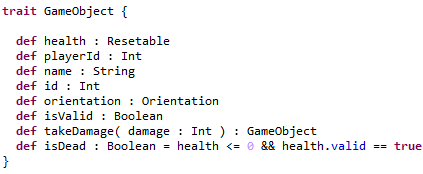 trait GameObject {
def health : Resetable
def playerId : Int
def name : String
def id : Int
def orientation : Orientation
def isValid : Boolean
def takeDamage( damage : Int ) : GameObject
def isDead : Boolean = health <= 0 && health.valid == true
}